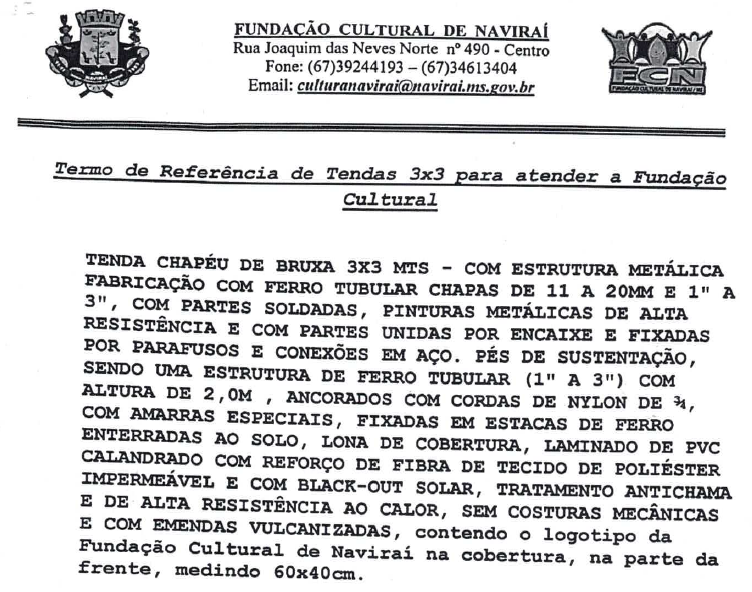 FUNDAÇÃO CULTURAL DE NAVIRAÍ
Rua Joaquim das Neves Norte nº 490 - Centro
Fone: (67)39244193 – (67)34613404
Email: culturanavirai@navirai.ms.gov.br
FCN
FUNDAÇÃO CULTURAL DE NAVIRAÍ/MS
Termo de Referência de Tendas 3x3 para atender a Fundação
Cultural
TENDA CHAPÉU DE BRUXA 3X3 MTS - COM ESTRUTURA METÁLICA
FABRICAÇÃO COM FERRO TUBULAR CHAPAS DE 11 A 20MM E 1" A
3", COM PARTES SOLDADAS, PINTURAS METÁLICAS DE ALTA
RESISTÊNCIA E COM PARTES UNIDAS POR ENCAIXE E FIXADAS
POR PARAFUSOS E CONEXÕES EM AÇO. PÉS DE SUSTENTAÇÃO,
SENDO UMA ESTRUTURA DE FERRO TUBULAR (1" A 3") COM
ALTURA DE 2,0M , ANCORADOS COM CORDAS DE NYLON DE ¾,
COM AMARRAS ESPECIAIS, FIXADAS EM ESTACAS DE FERRO
ENTERRADAS AO SOLO, LONA DE COBERTURA, LAMINADO DE PVC
CALANDRADO COM REFORÇO DE FIBRA DE TECIDO DE POLIÉSTER
IMPERMEÁVEL E COM BLACK-OUT SOLAR, TRATAMENTO ANTICHAMA
E DE ALTA RESISTÊNCIA AO CALOR, SEM COSTURAS MECÂNICAS
E COM EMENDAS VULCANIZADAS, contendo o logotipo da
Fundação Cultural de Naviraí na cobertura, na parte da
frente, medindo 60x40cm.